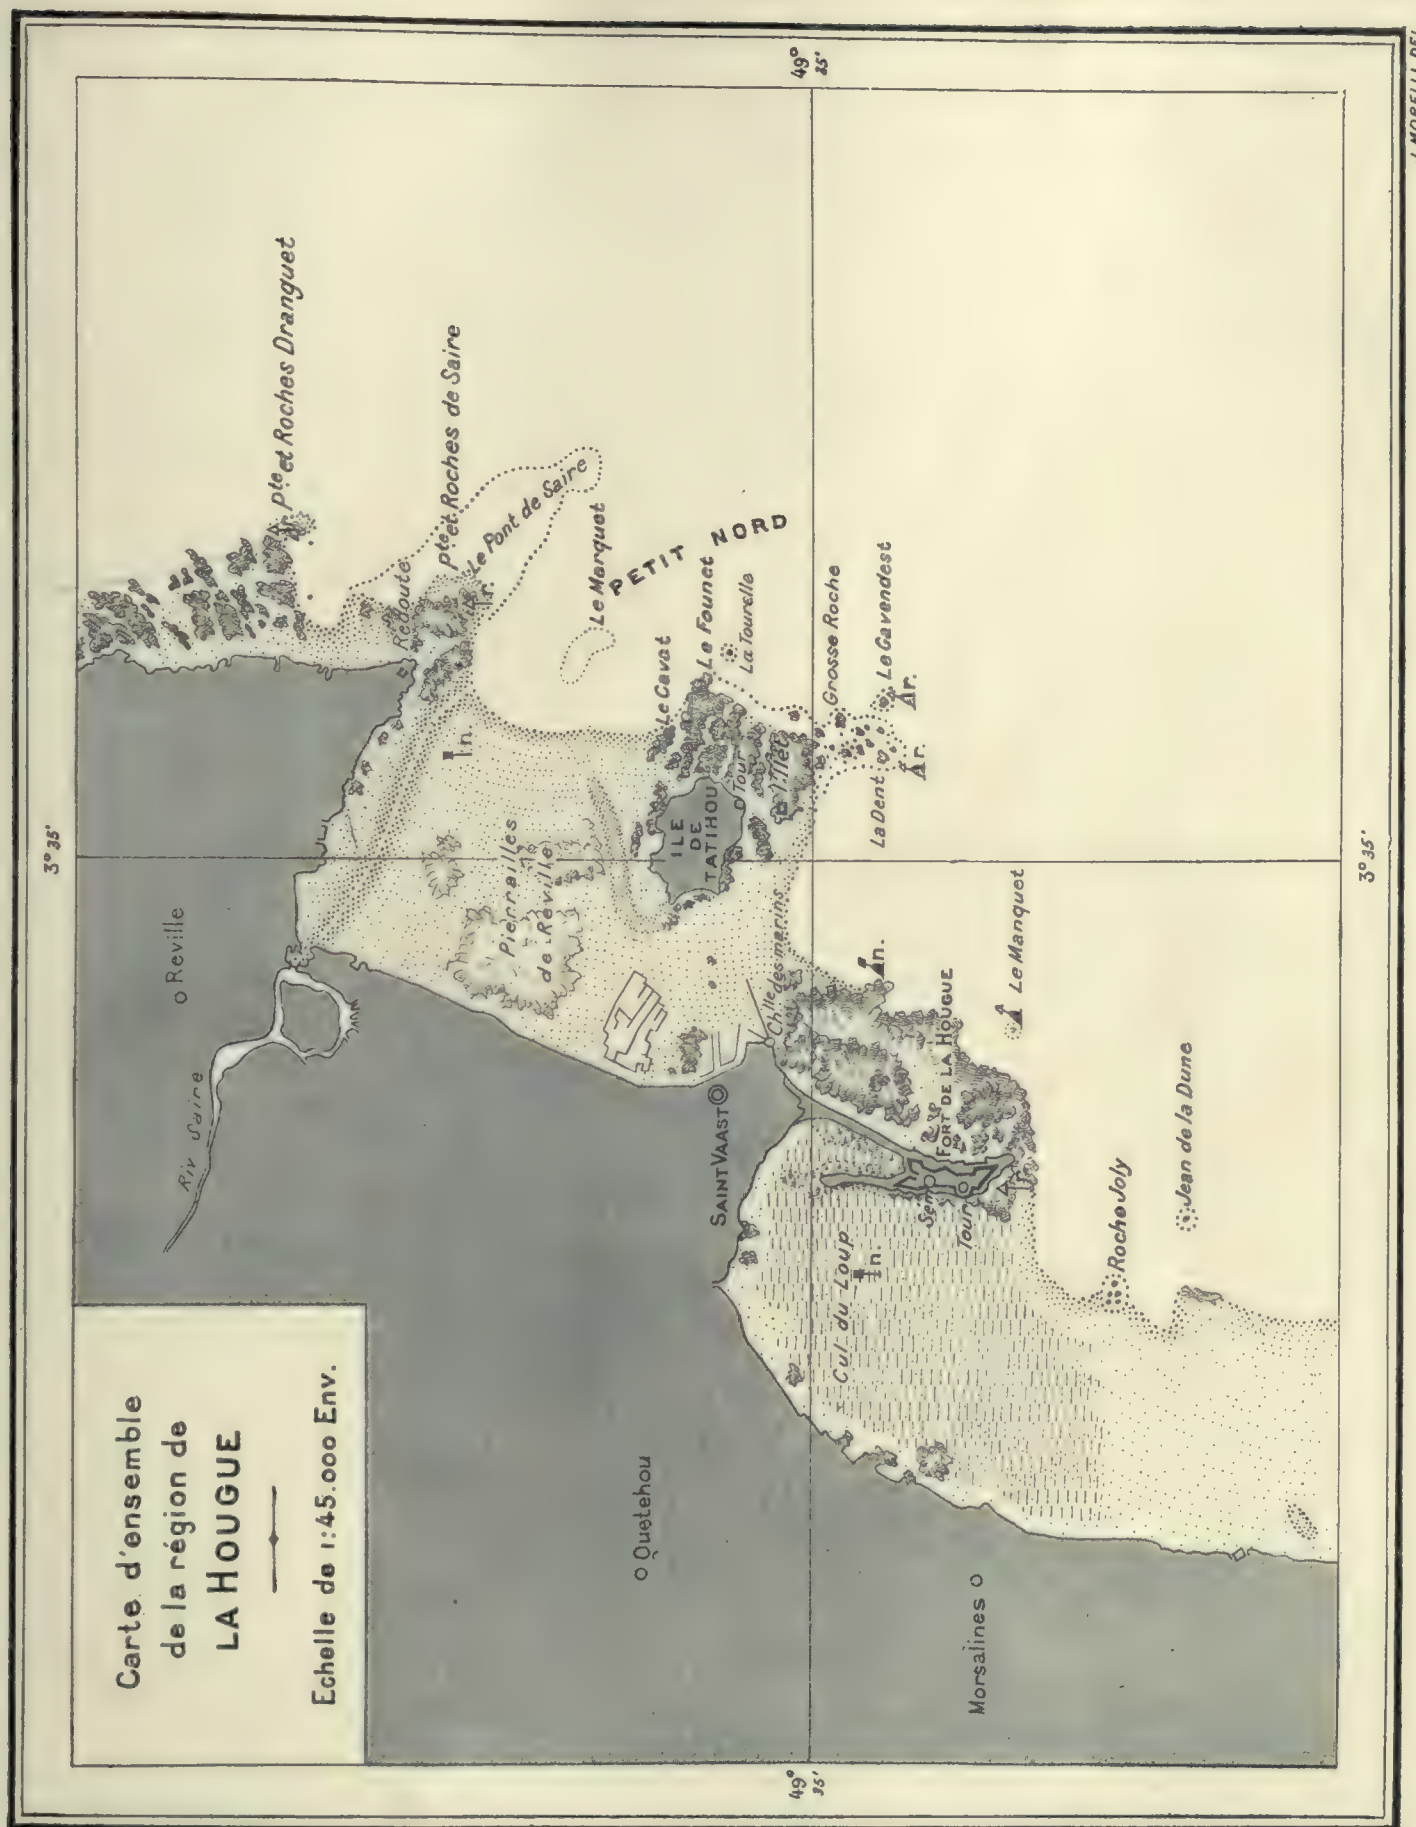 Carte d'ensemble
de la région de
LA HOUGUE
Echelle de 1:45.000 Env.
3° 35'
49°
35'
49°
35'
3° 35'
Riv Saire
Reville
Redoute
Pte et Roches Dranguet
Pte et Roches de Saire
r.
Le Pont de Saire
n.
Le Marquet
PETIT NORD
Pierrailles
de Réville
Le Cavat
Le Founet
La Tourelle
ILE
DE
TATIHOU
Tour
l'Ilet
Grosse Roche
Le Gavendest
r.
La Dent
r.
Quetehou
SAINT VAAST
Chlle des marins
n.
Le Manquet
FORT DE LA HOUGUE
Sem
Tour
r.
Cul du Loup
n.
Roche Joly
Jean de la Dune
Morsalines